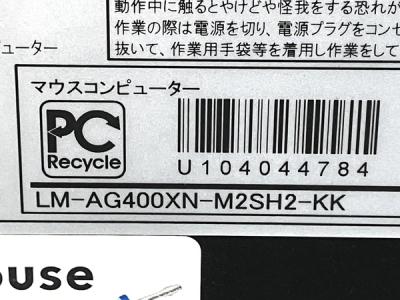 動作中に触るとやけどや怪我をする恐れが
作業の際は電源を切り、電源プラグをコンセ
ピューター
抜いて、作業用手袋等を着用し作業をして
マウスコンピューター
PC
Recycle
U104044784
LM-AG400XN-M2SH2-KK
ouse